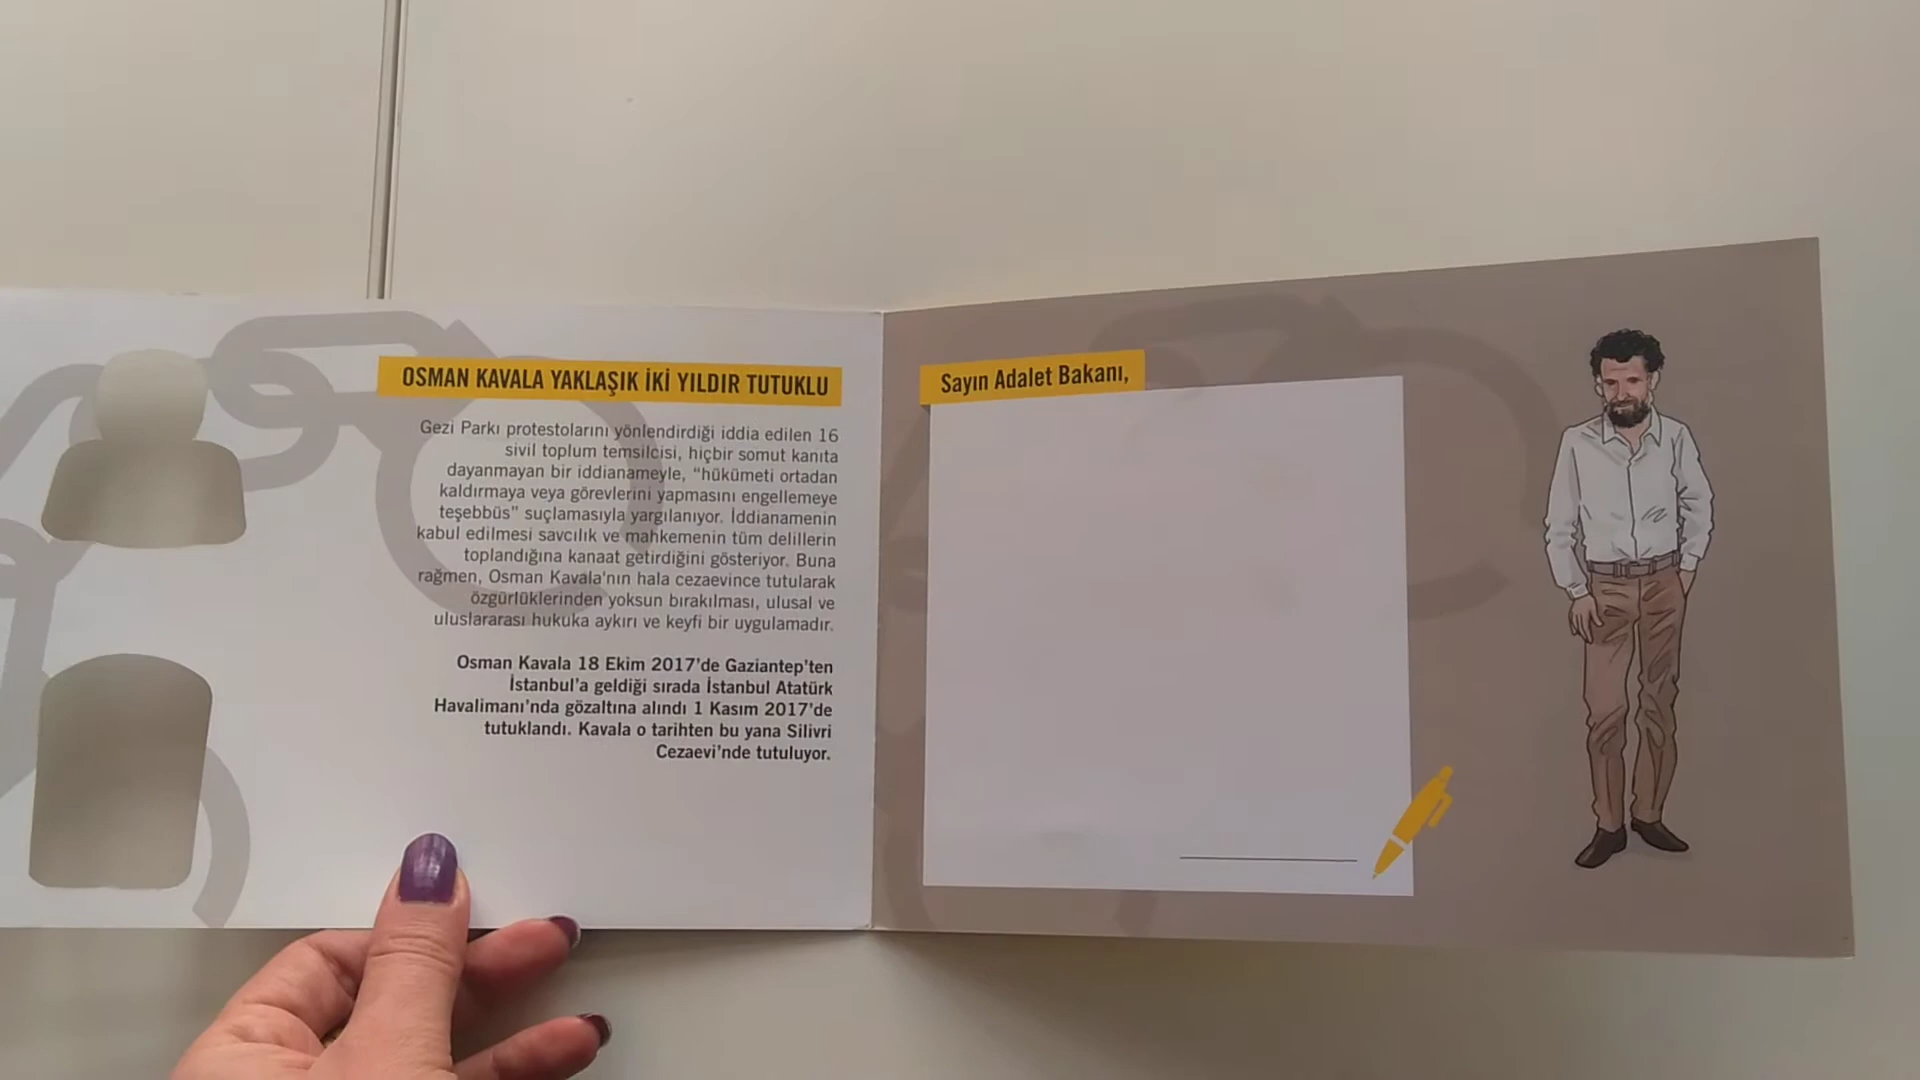 OSMAN KAVALA YAKLAŞIK İKİ YILDIR TUTUKLU
Gezi Parkı protestolarını yönlendirdiği iddia edilen 16
sivil toplum temsilcisi, hiçbir somut kanıta
dayanmayan bir iddianameyle, “hükümeti ortadan
kaldırmaya veya görevlerini yapmasını engellemeye
teşebbüs” suçlamasıyla yargılanıyor. İddianamenin
kabul edilmesi savcılık ve mahkemenin tüm delillerin
toplandığına kanaat getirdiğini gösteriyor. Buna
rağmen, Osman Kavala'nın hala cezaevince tutularak
özgürlüklerinden yoksun bırakılması, ulusal ve
uluslararası hukuka aykırı ve keyfi bir uygulamadır.
Osman Kavala 18 Ekim 2017’de Gaziantep’ten
İstanbul’a geldiği sırada İstanbul Atatürk
Havalimanı’nda gözaltına alındı 1 Kasım 2017’de
tutuklandı. Kavala o tarihten bu yana Silivri
Cezaevi’nde tutuluyor.
Sayın Adalet Bakanı,